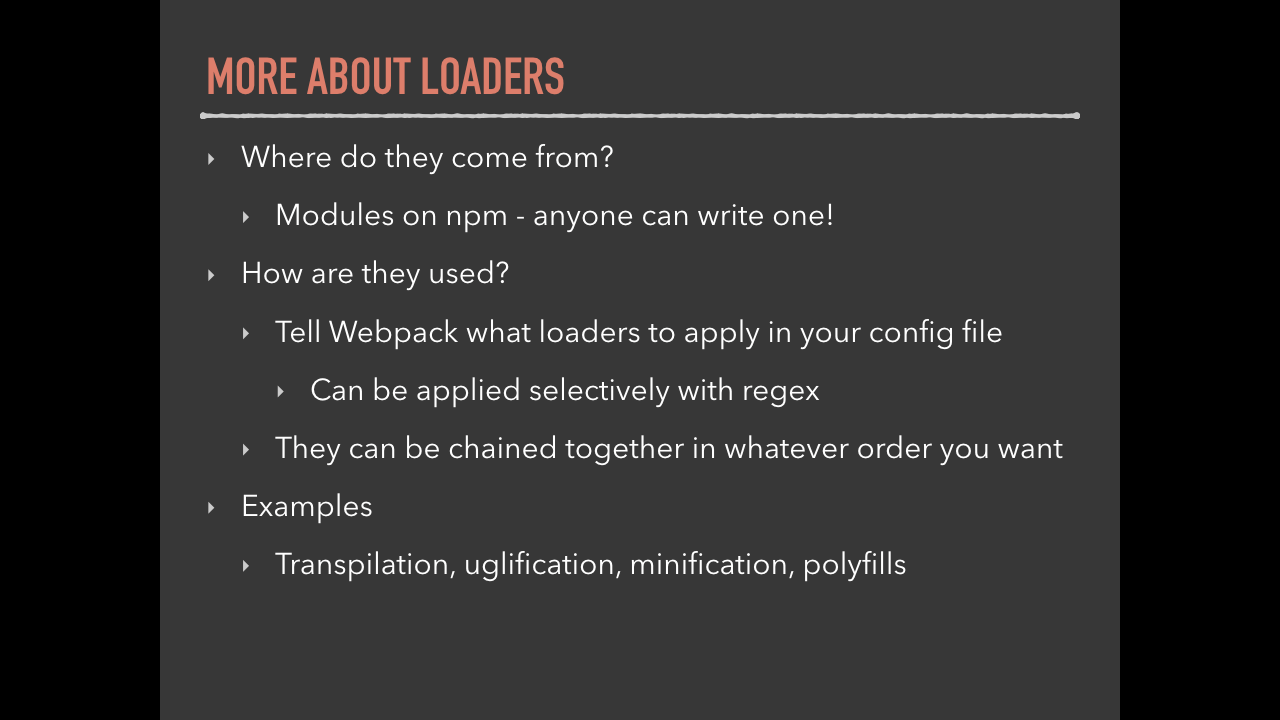 MORE ABOUT LOADERS
Where do they come from?
Modules on npm - anyone can write one!
How are they used?
Tell Webpack what loaders to apply in your config file
Can be applied selectively with regex
They can be chained together in whatever order you want
Examples
Transpilation, uglification, minification, polyfills